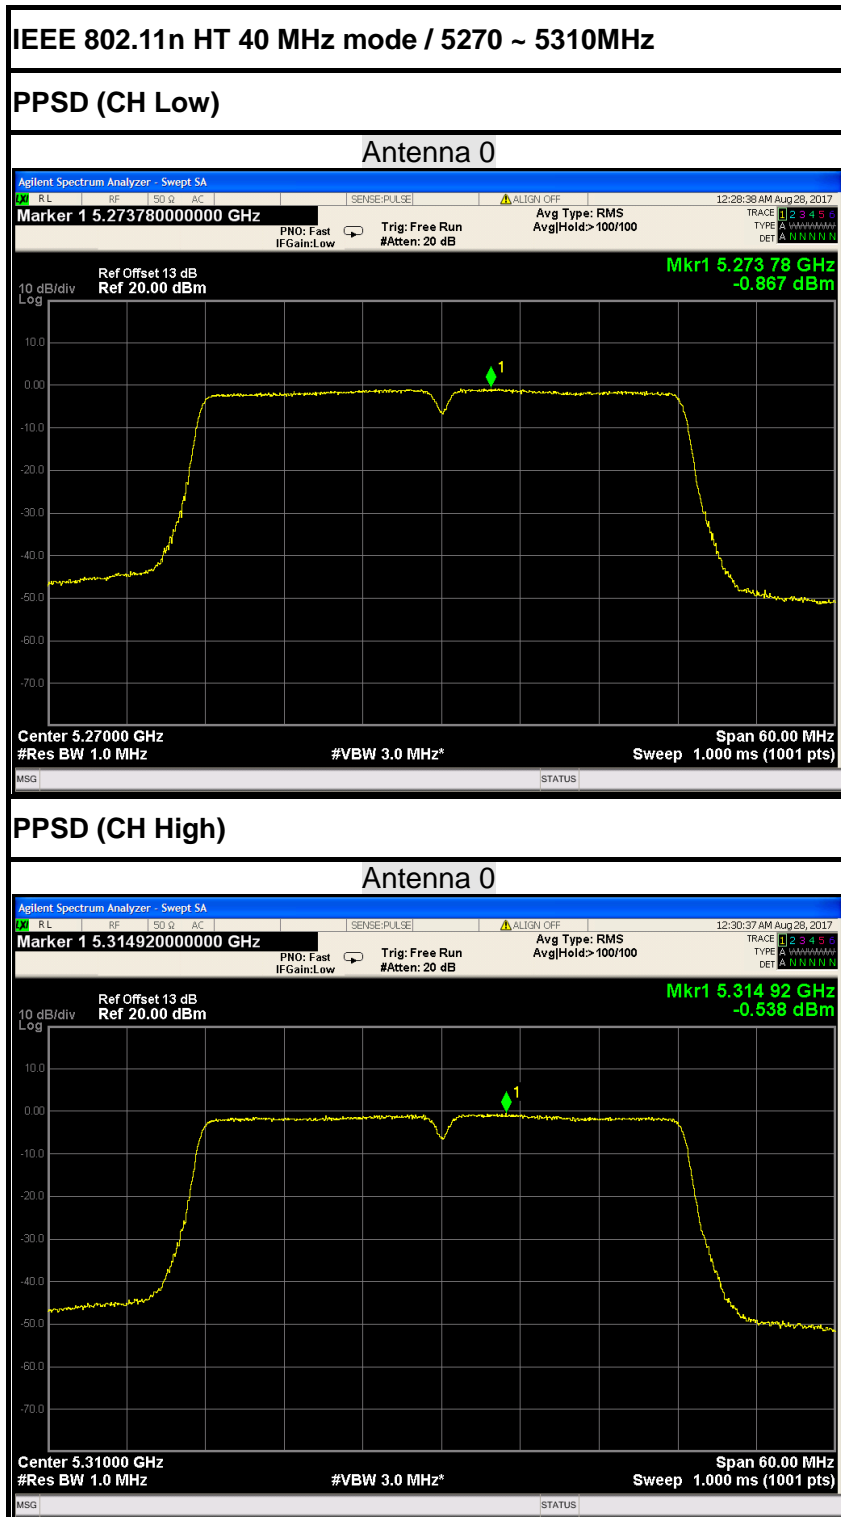 IEEE 802.11n HT 40 MHz mode / 5270 ~ 5310MHz
PPSD (CH Low)
Antenna 0
Agilent Spectrum Analyzer - Swept SA
LXI RL RF 50 Ω AC SENSE:PULSE ALIGN OFF 12:28:38 AM Aug 28, 2017
Marker 1 5.273780000000 GHz
PNO: Fast
IFGain:Low
Trig: Free Run
#Atten: 20 dB
Avg Type: RMS
Avg|Hold:>100/100
TRACE 1 2 3 4 5 6
TYPE A WWWWW
DET A N N N N N
Mkr1 5.273 78 GHz
-0.867 dBm
Ref Offset 13 dB
10 dB/div Ref 20.00 dBm
Log
10.0
1
0.00
-10.0
-20.0
-30.0
-40.0
-50.0
-60.0
-70.0
Center 5.27000 GHz Span 60.00 MHz
#Res BW 1.0 MHz #VBW 3.0 MHz* Sweep 1.000 ms (1001 pts)
MSG STATUS
PPSD (CH High)
Antenna 0
Agilent Spectrum Analyzer - Swept SA
LXI RL RF 50 Ω AC SENSE:PULSE ALIGN OFF 12:30:37 AM Aug 28, 2017
Marker 1 5.314920000000 GHz
PNO: Fast
IFGain:Low
Trig: Free Run
#Atten: 20 dB
Avg Type: RMS
Avg|Hold:>100/100
TRACE 1 2 3 4 5 6
TYPE A WWWWW
DET A N N N N N
Mkr1 5.314 92 GHz
-0.538 dBm
Ref Offset 13 dB
10 dB/div Ref 20.00 dBm
Log
10.0
1
0.00
-10.0
-20.0
-30.0
-40.0
-50.0
-60.0
-70.0
Center 5.31000 GHz Span 60.00 MHz
#Res BW 1.0 MHz #VBW 3.0 MHz* Sweep 1.000 ms (1001 pts)
MSG STATUS